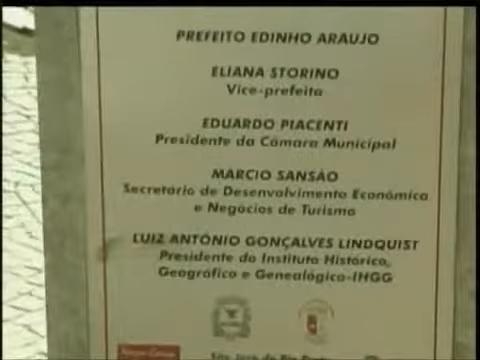 PREFEITO EDINHO ARAUJO
ELIANA STORINO
Vice-prefeita
EDUARDO PIACENTI
Presidente da Câmara Municipal
MARCIO SANSÃO
Secretário de Desenvolvimento Econômico
e Negócios de Turismo
LUIZ ANTÔNIO GONÇALVES LINDQUIST
Presidente do Instituto Histórico,
Geográfico e Genealógico-IHGG